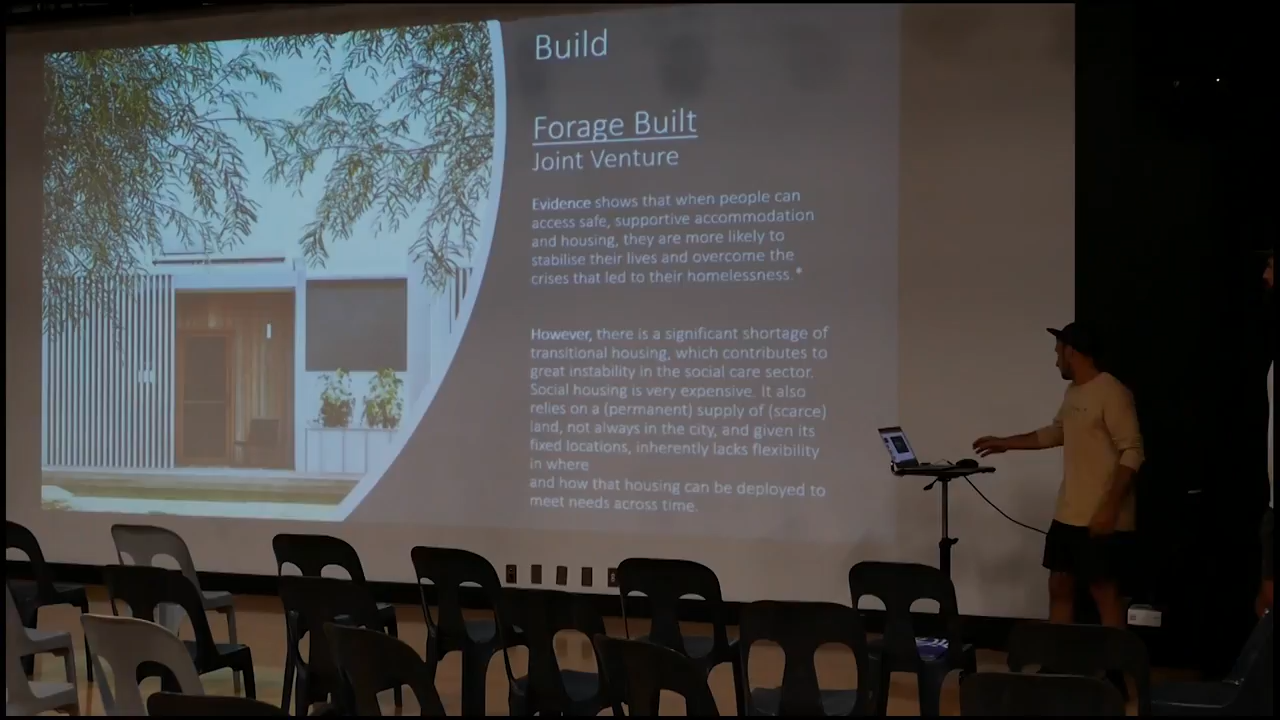 Build
Forage Built
Joint Venture
Evidence shows that when people can
access safe, supportive accommodation
and housing, they are more likely to
stabilise their lives and overcome the
crises that led to their homelessness.*
However, there is a significant shortage of
transitional housing, which contributes to
great instability in the social care sector.
Social housing is very expensive. It also
relies on a (permanent) supply of (scarce)
land, not always in the city, and given its
fixed locations, inherently lacks flexibility
in where
and how that housing can be deployed to
meet needs across time.